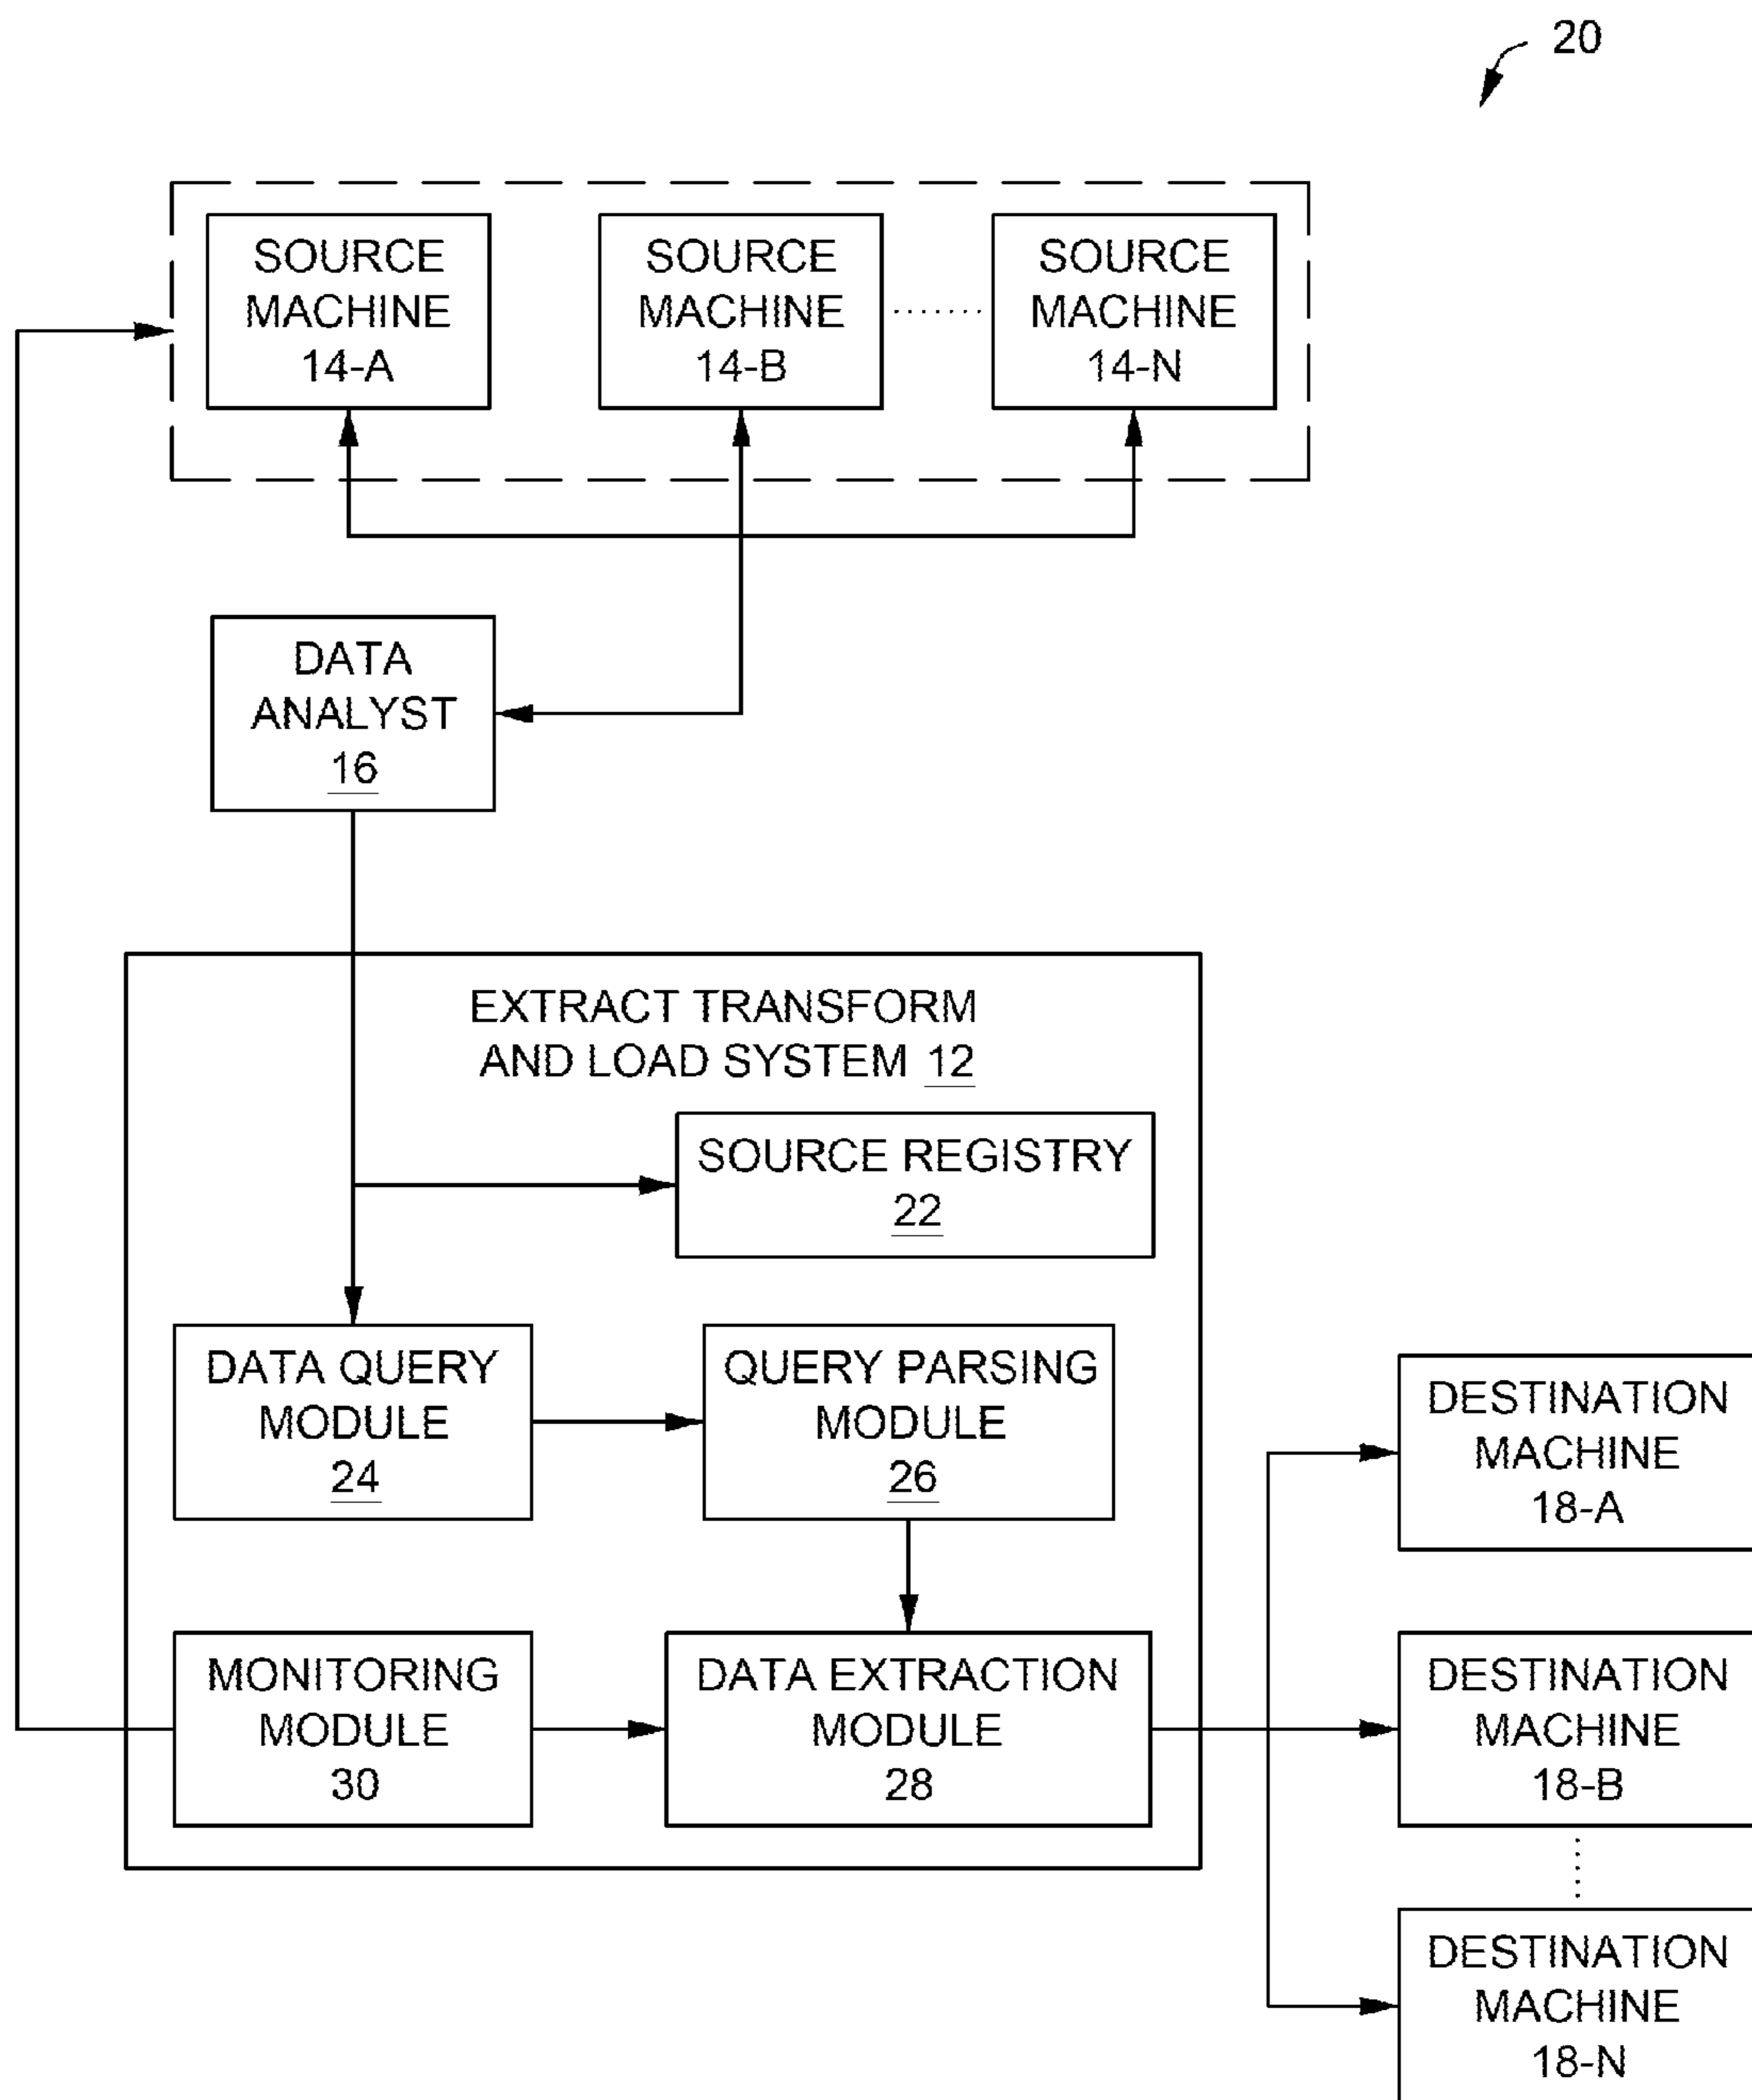 20
SOURCE
MACHINE
14-A
SOURCE
MACHINE
14-B
SOURCE
MACHINE
14-N
DATA
ANALYST
16
EXTRACT TRANSFORM
AND LOAD SYSTEM 12
SOURCE REGISTRY
22
DATA QUERY
MODULE
24
QUERY PARSING
MODULE
26
MONITORING
MODULE
30
DATA EXTRACTION
MODULE
28
DESTINATION
MACHINE
18-A
DESTINATION
MACHINE
18-B
DESTINATION
MACHINE
18-N